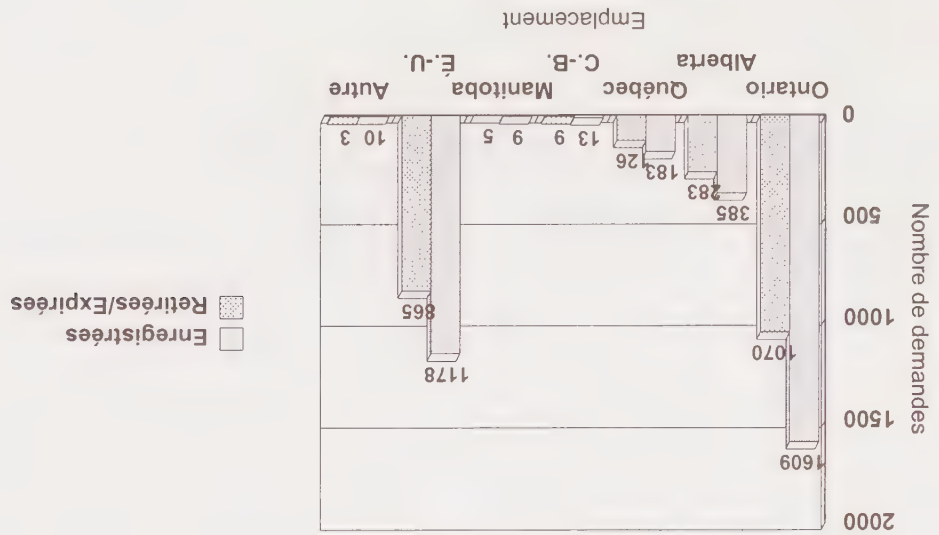 Nombre de demandes
2000
1500
1000
500
0
1609
1070
385
283
183
126
13
9
9
5
1178
865
10
3
Ontario
Alberta
Québec
C.-B.
Manitoba
É.-U.
Autre
Emplacement
Enregistrées
Retirées/Expirées